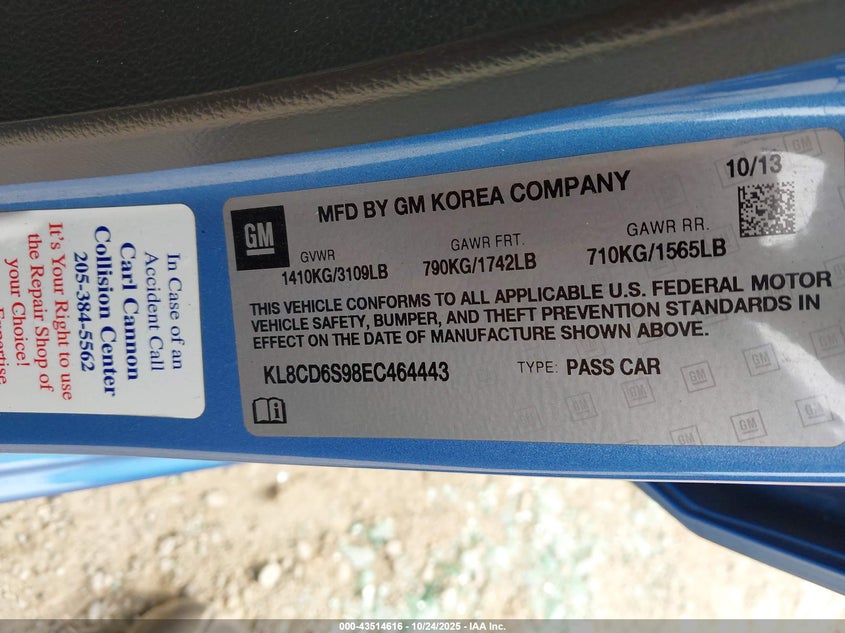 In Case of an
Accident Call
Carl Cannon
Collision Center
205-384-5562
It's Your Right to use
the Repair Shop of
your Choice!
GM
MFD BY GM KOREA COMPANY
10/13
GVWR
1410KG/3109LB
GAWR FRT.
790KG/1742LB
GAWR RR.
710KG/1565LB
THIS VEHICLE CONFORMS TO ALL APPLICABLE U.S. FEDERAL MOTOR
VEHICLE SAFETY, BUMPER, AND THEFT PREVENTION STANDARDS IN
EFFECT ON THE DATE OF MANUFACTURE SHOWN ABOVE.
KL8CD6S98EC464443
TYPE: PASS CAR
000-43514616 - 10/24/2025 - IAA Inc.